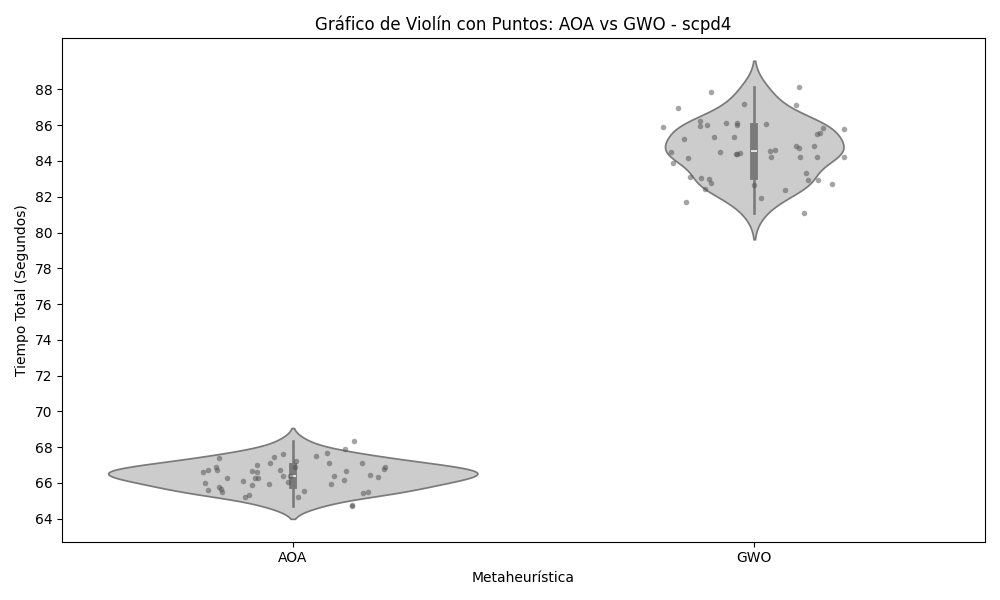 Gráfico de Violín con Puntos: AOA vs GWO - scpd4
Tiempo Total (Segundos)
88
86
84
82
80
78
76
74
72
70
68
66
64
AOA
GWO
Metaheurística